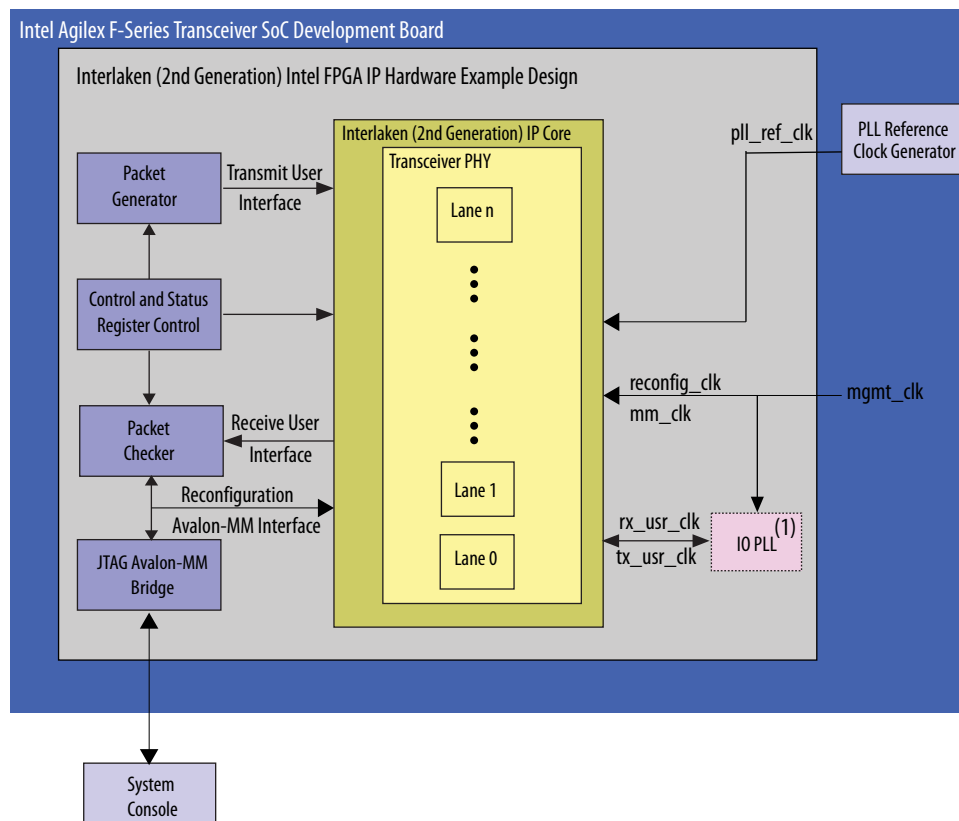 Intel Agilex F-Series Transceiver SoC Development Board
Interlaken (2nd Generation) Intel FPGA IP Hardware Example Design
Interlaken (2nd Generation) IP Core
Transceiver PHY
pll_ref_clk
PLL Reference
Clock Generator
Packet
Generator
Transmit User
Interface
Lane n
Control and Status
Register Control
reconfig_clk
mm_clk
mgmt_clk
Packet
Checker
Receive User
Interface
Reconfiguration
Avalon-MM Interface
Lane 1
rx_usr_clk
tx_usr_clk
IO PLL (1)
JTAG Avalon-MM
Bridge
Lane 0
System
Console